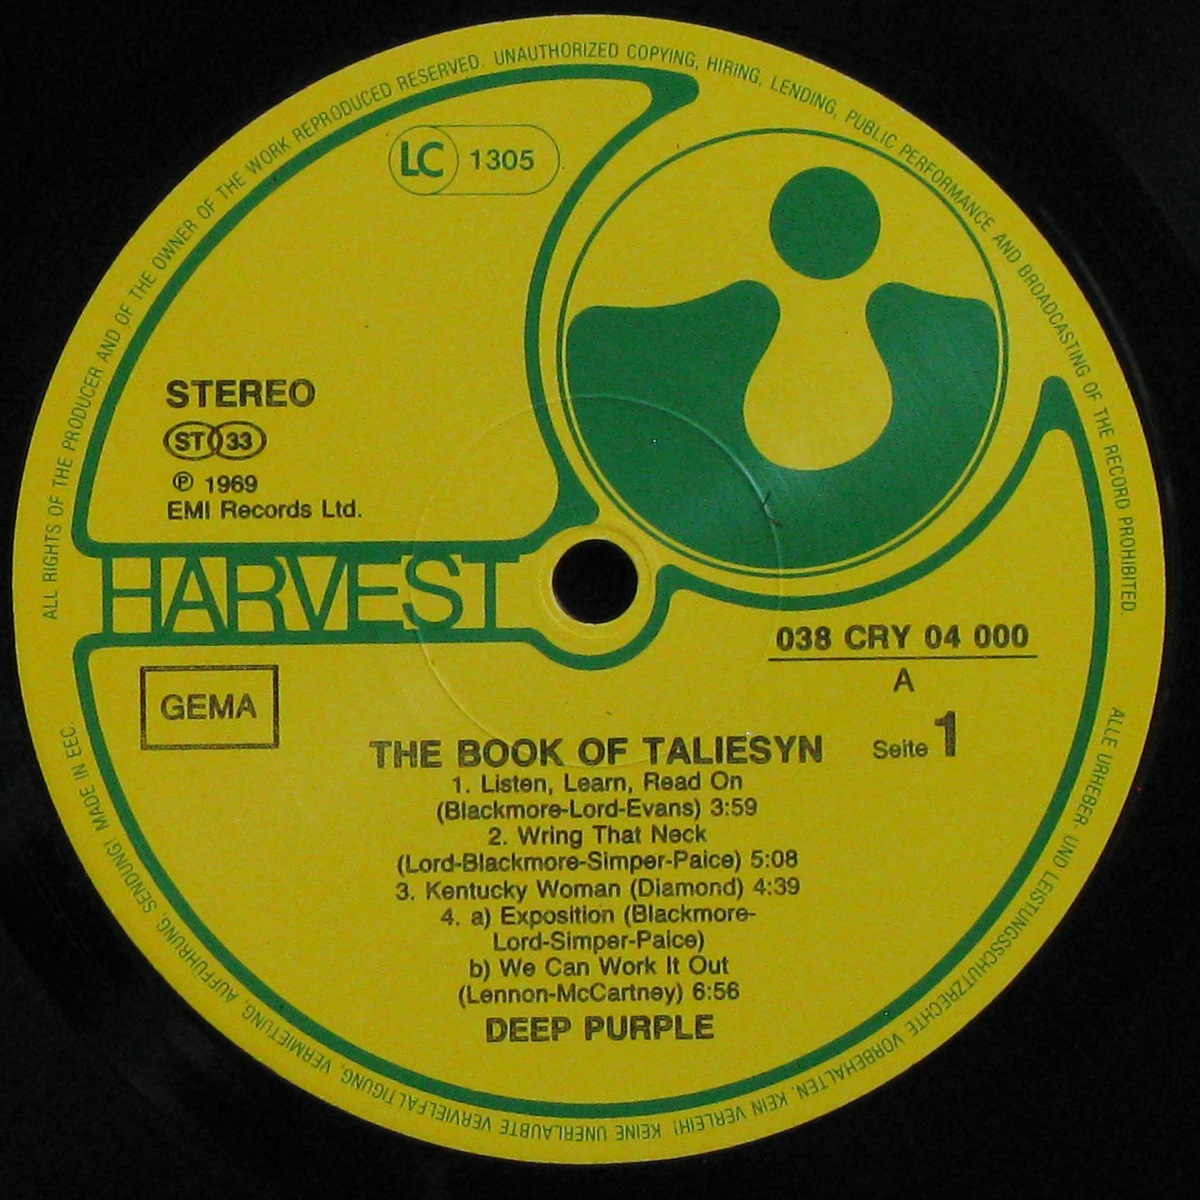 ALL RIGHTS OF THE PRODUCER AND OF THE OWNER OF THE WORK REPRODUCED RESERVED. UNAUTHORIZED COPYING, HIRING, LENDING, PUBLIC PERFORMANCE AND BROADCASTING OF THE RECORD PROHIBITED.
LC 1305
STEREO
ST 33
℗ 1969
EMI Records Ltd.
HARVEST
038 CRY 04 000
A
GEMA
THE BOOK OF TALIESYN
Seite 1
1. Listen, Learn, Read On
(Blackmore-Lord-Evans) 3:59
2. Wring That Neck
(Lord-Blackmore-Simper-Paice) 5:08
3. Kentucky Woman (Diamond) 4:39
4. a) Exposition (Blackmore-
Lord-Simper-Paice)
b) We Can Work It Out
(Lennon-McCartney) 6:56
DEEP PURPLE
ALLE URHEBER- UND LEISTUNGSSCHUTZRECHTE VORBEHALTEN. KEIN VERLEIH! KEINE UNERLAUBTE VERVIELFÄLTIGUNG, VERMIETUNG, AUFFÜHRUNG, SENDUNG! MADE IN EEC.